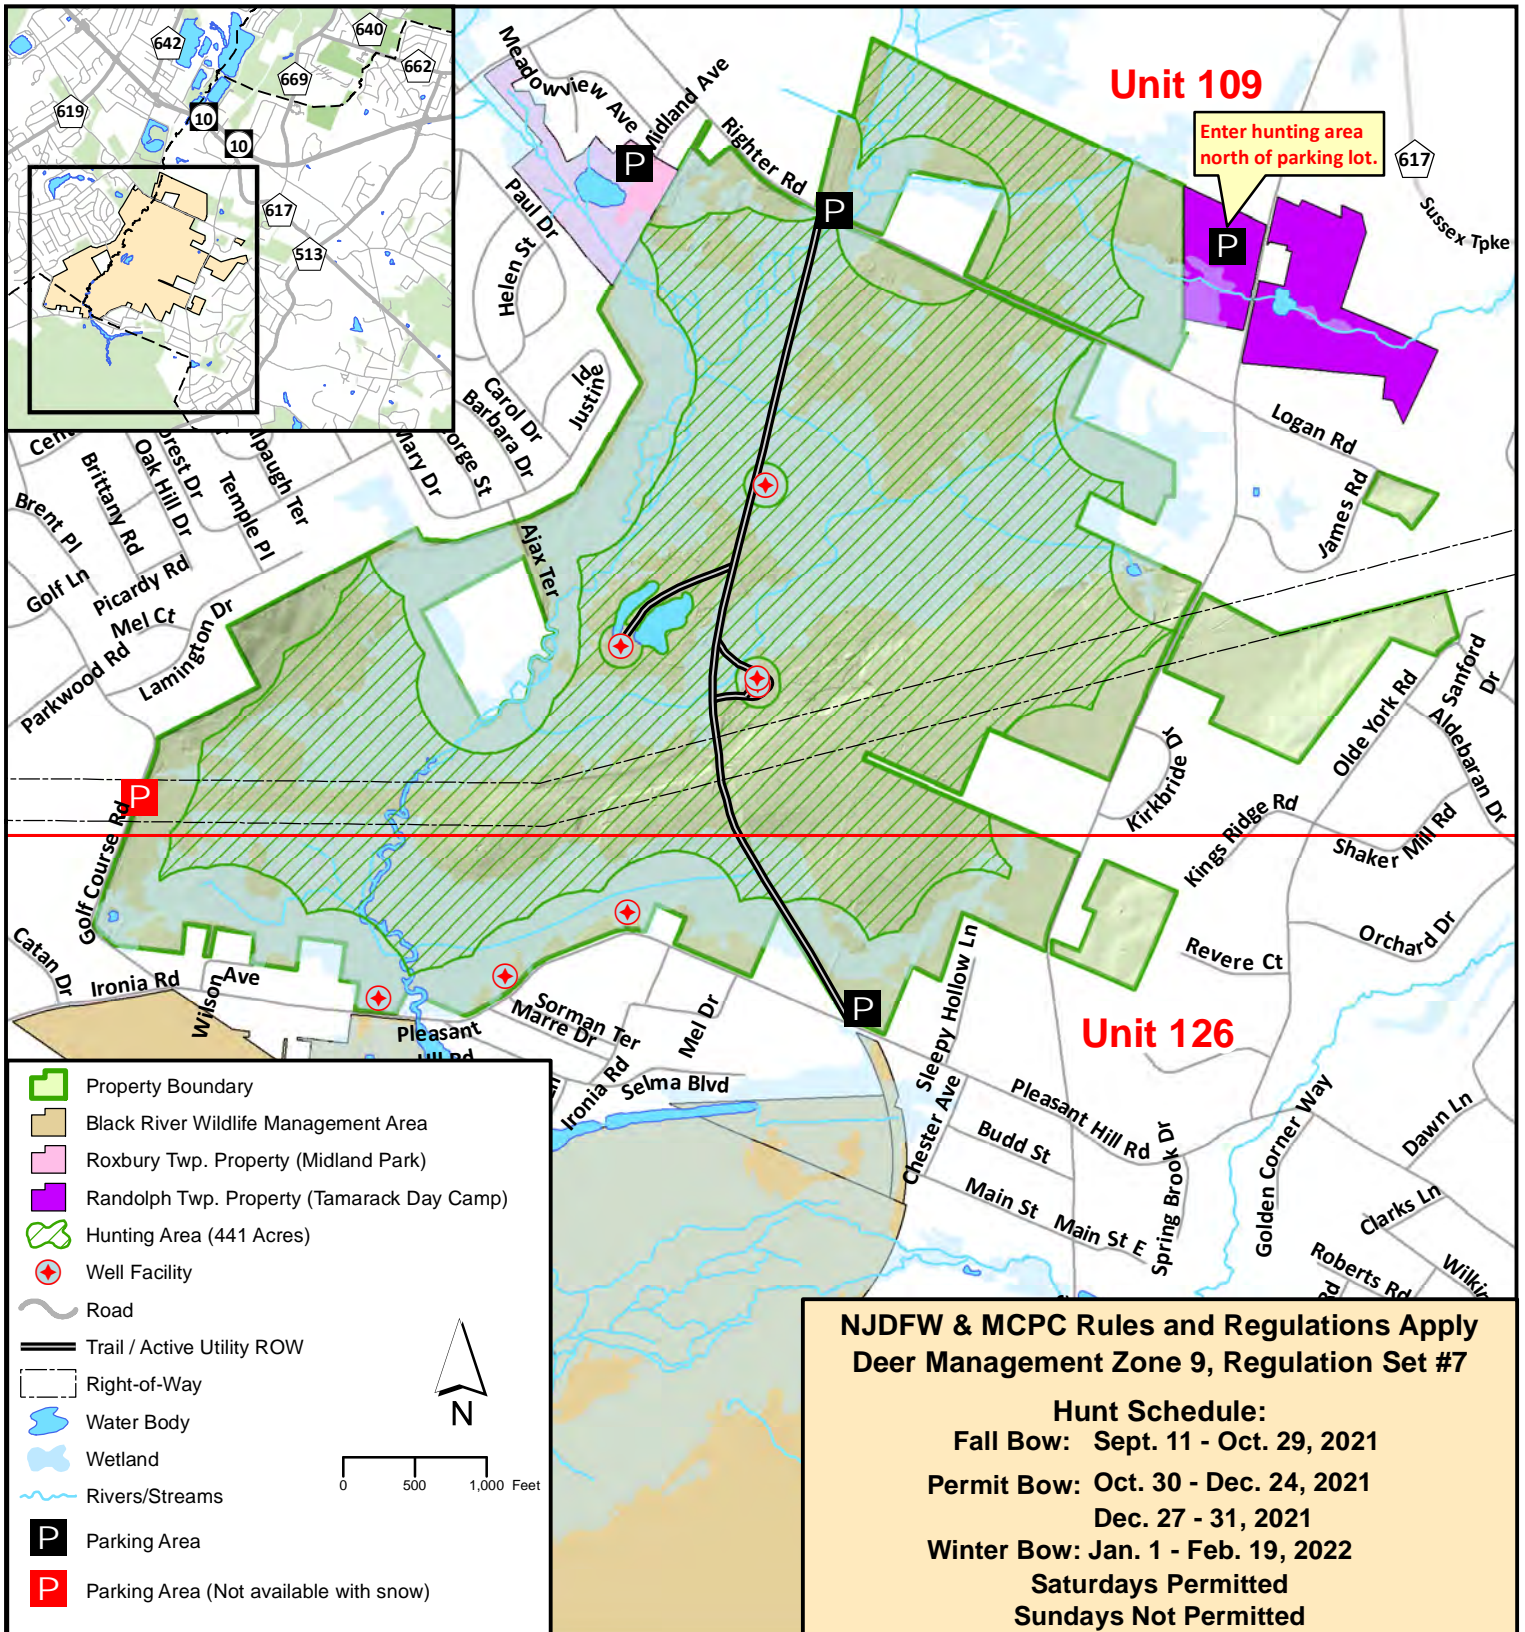 642
640
669
662
619
10
10
617
513
Meadowview Ave
Midland Ave
Righter Rd
Unit 109
Enter hunting area
north of parking lot.
617
Sussex Tpke
P
P
P
Paul Dr
Helen St
Justine Pl
Carol Dr
Barbara Dr
Mary Dr
Logan Rd
James Rd
Brittany Rd
Oak Hill Dr
Temple Pl
Brent Pl
Golf Ln
Picardy Rd
Mel Ct
Lamington Dr
Parkwood Rd
Ajax Ter
P
Golf Course Rd
Olde York Rd
Sanford Dr
Aldebaran Dr
Kirkbride Dr
Kings Ridge Rd
Shaker Mill Rd
Orchard Dr
Revere Ct
Catan Dr
Ironia Rd
Wilson Ave
Pleasant
Sorman Ter
Marre Dr
Mel Dr
Ironia Rd
Selma Blvd
P
Sleepy Hollow Ln
Unit 126
Chester Ave
Pleasant Hill Rd
Budd St
Main St
Main St E
Spring Brook Dr
Golden Corner Way
Dawn Ln
Clarks Ln
Roberts Rd
Rd
Property Boundary
Black River Wildlife Management Area
Roxbury Twp. Property (Midland Park)
Randolph Twp. Property (Tamarack Day Camp)
Hunting Area (441 Acres)
Well Facility
Road
Trail / Active Utility ROW
Right-of-Way
Water Body
Wetland
Rivers/Streams
P Parking Area
P Parking Area (Not available with snow)
N
0 500 1,000 Feet
NJDFW & MCPC Rules and Regulations Apply
Deer Management Zone 9, Regulation Set #7
Hunt Schedule:
Fall Bow: Sept. 11 - Oct. 29, 2021
Permit Bow: Oct. 30 - Dec. 24, 2021
Dec. 27 - 31, 2021
Winter Bow: Jan. 1 - Feb. 19, 2022
Saturdays Permitted
Sundays Not Permitted